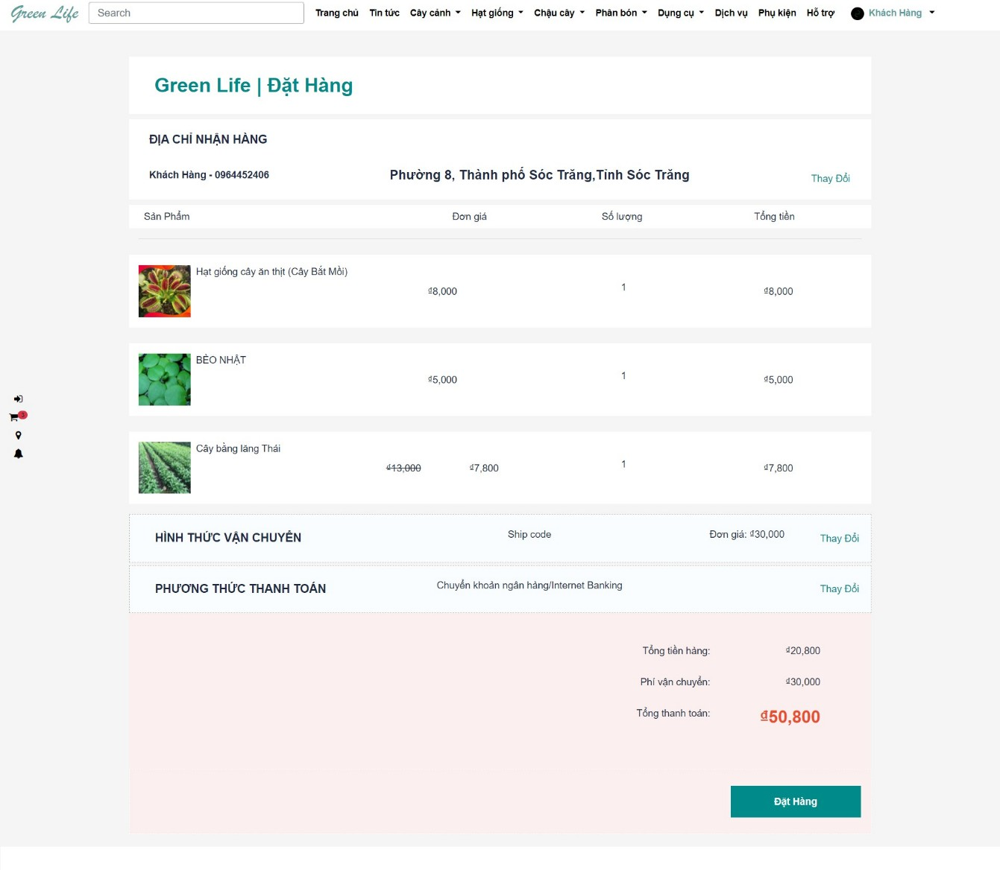 Green Life Search Trang chủ Tin tức Cây cảnh Hạt giống Chậu cây Phân bón Dụng cụ Dịch vụ Phụ kiện Hỗ trợ Khách Hàng
Green Life | Đặt Hàng
ĐỊA CHỈ NHẬN HÀNG
Khách Hàng - 0964452406 Phường 8, Thành phố Sóc Trăng,Tỉnh Sóc Trăng Thay Đổi
Sản Phẩm Đơn giá Số lượng Tổng tiền
Hạt giống cây ăn thịt (Cây Bắt Mồi)
₫8,000 1 ₫8,000
BÈO NHẬT
₫5,000 1 ₫5,000
3
Cây bằng lăng Thái
₫13,000 ₫7,800 1 ₫7,800
HÌNH THỨC VẬN CHUYỂN Ship code Đơn giá: ₫30,000 Thay Đổi
PHƯƠNG THỨC THANH TOÁN Chuyển khoản ngân hàng/Internet Banking Thay Đổi
Tổng tiền hàng: ₫20,800
Phí vận chuyển: ₫30,000
Tổng thanh toán: ₫50,800
Đặt Hàng